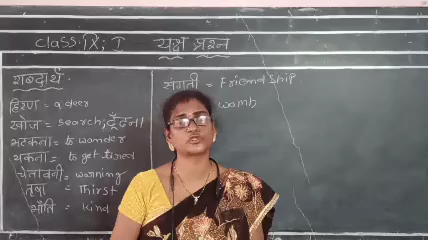 class: IX; I यक्ष प्रश्न
शब्दार्थ
हिरण = a deer
खोज = search; ढूँढना
भटकना = to wander
थकना = to get tired
चेतावनी = warning
तृषा = Thirst
भाँति = Kind
संगती = Friendship
womb